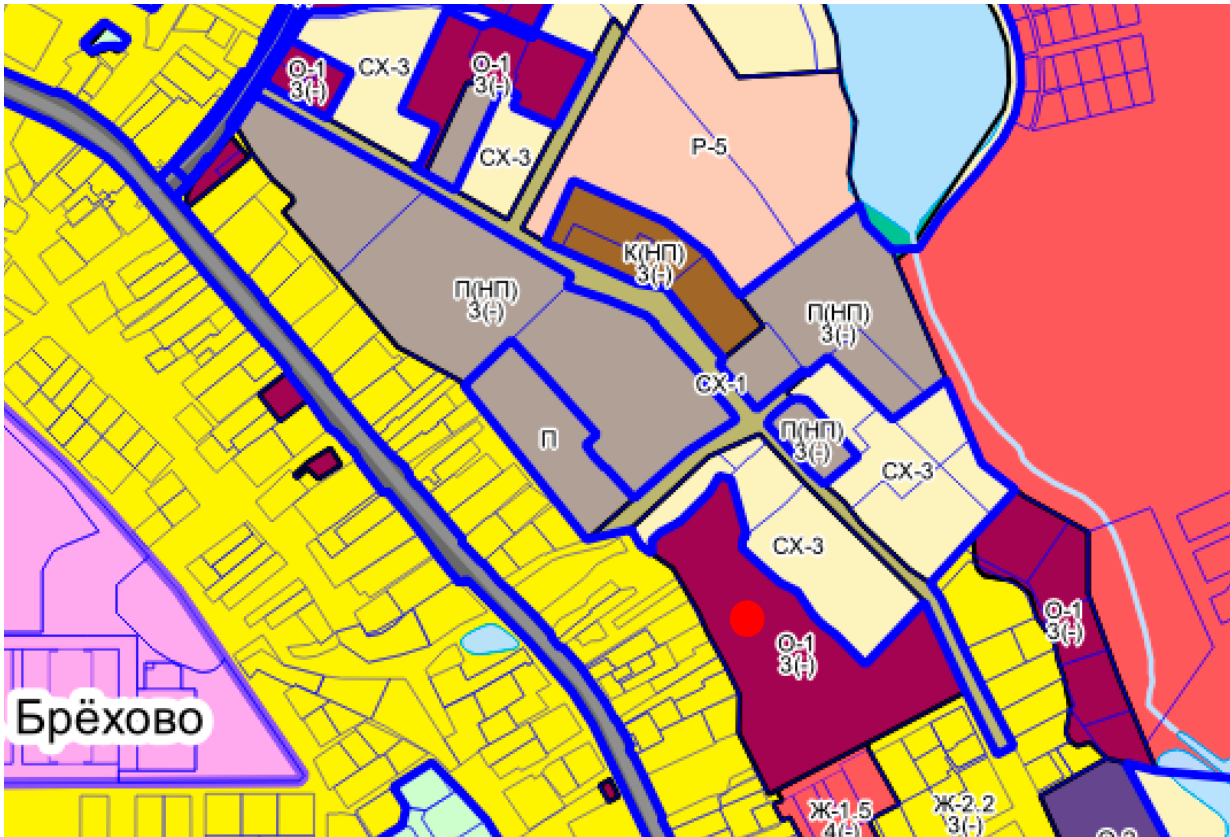 О-1
3(-)
СХ-3
О-1
3(-)
СХ-3
Р-5
К(НП)
3(-)
П(НП)
3(-)
П(НП)
3(-)
СХ-1
П
П(НП)
3(-)
СХ-3
СХ-3
О-1
3(-)
О-1
3(-)
Брёхово
Ж-1.5
4(-)
Ж-2.2
3(-)